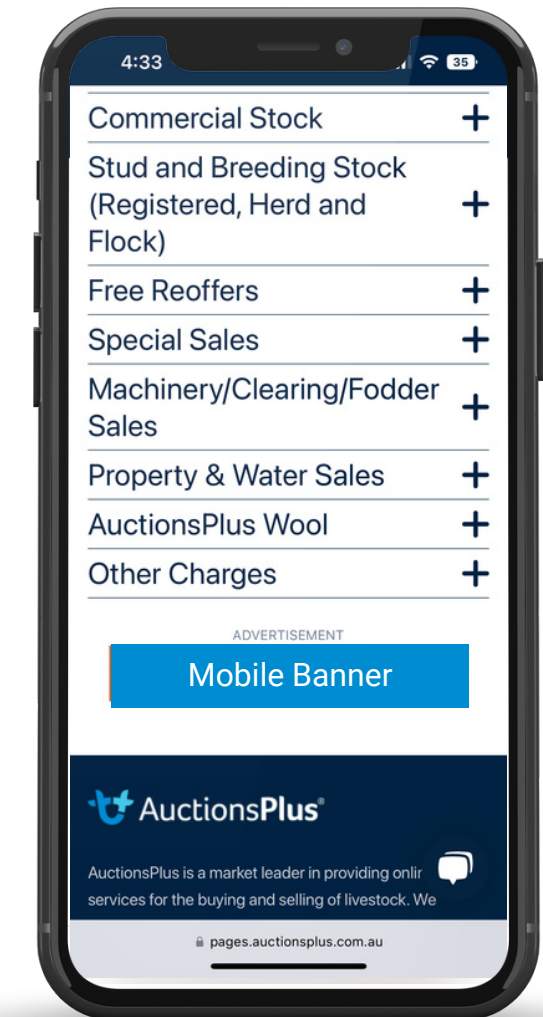 4:33
35
Commercial Stock
Stud and Breeding Stock
(Registered, Herd and
Flock)
Free Reoffers
Special Sales
Machinery/Clearing/Fodder
Sales
Property & Water Sales
AuctionsPlus Wool
Other Charges
ADVERTISEMENT
Mobile Banner
AuctionsPlus®
AuctionsPlus is a market leader in providing onlin
services for the buying and selling of livestock. We
pages.auctionsplus.com.au